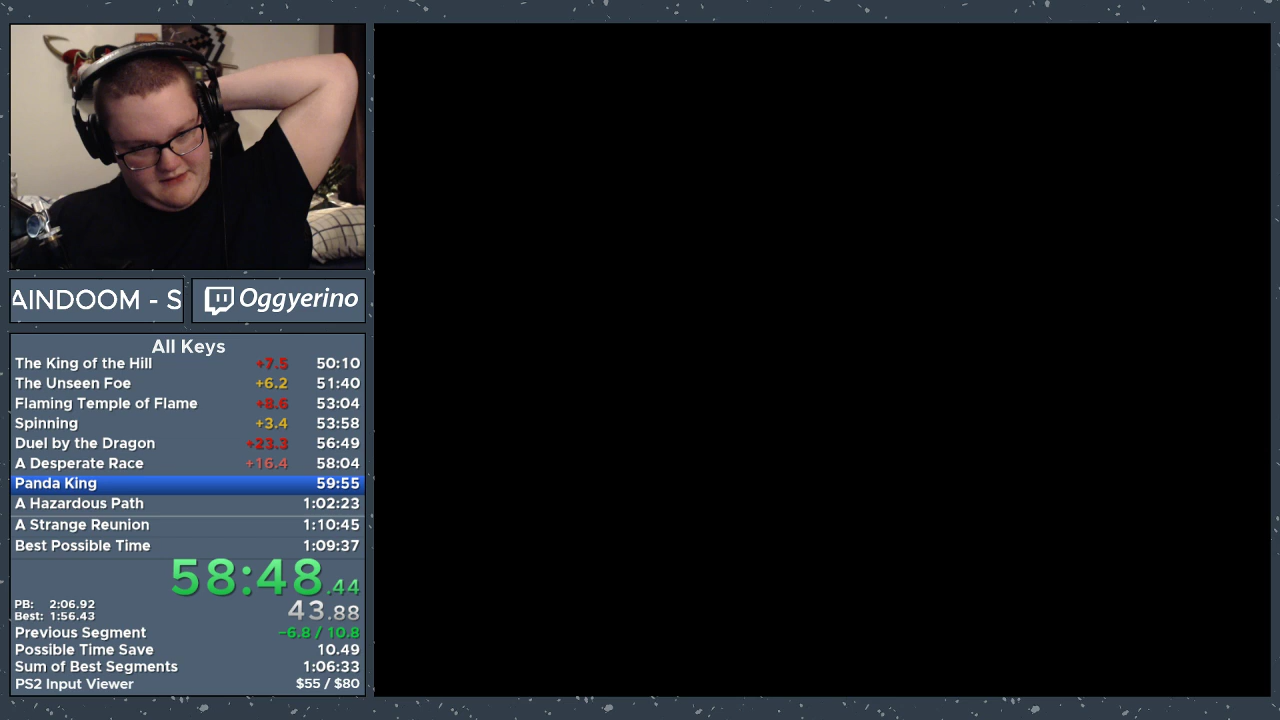 AINDOOM - S
Oggyerino
All Keys
The King of the Hill +7.5 50:10
The Unseen Foe +6.2 51:40
Flaming Temple of Flame +8.6 53:04
Spinning +3.4 53:58
Duel by the Dragon +23.3 56:49
A Desperate Race +16.4 58:04
Panda King 59:55
A Hazardous Path 1:02:23
A Strange Reunion 1:10:45
Best Possible Time 1:09:37
58:48.44
PB: 2:06.92
Best: 1:56.43
43.88
Previous Segment -6.8 / 10.8
Possible Time Save 10.49
Sum of Best Segments 1:06:33
PS2 Input Viewer $55 / $80